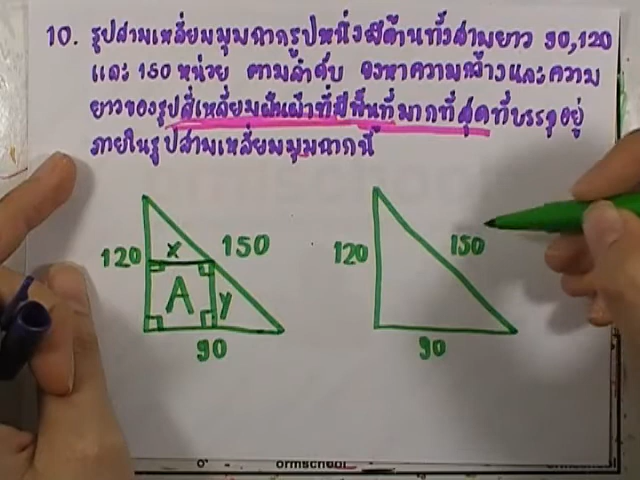 10. รูปสามเหลี่ยมมุมฉากรูปหนึ่งมีด้านทั้งสามยาว 90,120
และ 150 หน่วย ตามลำดับ จงหาความกว้างและความ
ยาวของรูปสี่เหลี่ยมผืนผ้าที่มีพื้นที่มากที่สุดที่บรรจุอยู่
ภายในรูปสามเหลี่ยมมุมฉากนี้
120 x 150 120 150
A y
90 90
ormschool
ormschool